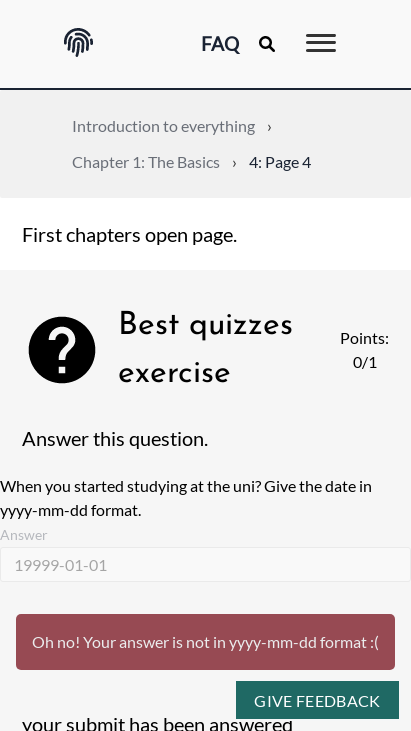 FAQ
Introduction to everything ›
Chapter 1: The Basics › 4: Page 4
First chapters open page.
Best quizzes
exercise
Points:
0/1
Answer this question.
When you started studying at the uni? Give the date in
yyyy-mm-dd format.
Answer
19999-01-01
Oh no! Your answer is not in yyyy-mm-dd format :(
GIVE FEEDBACK
your submit has been answered